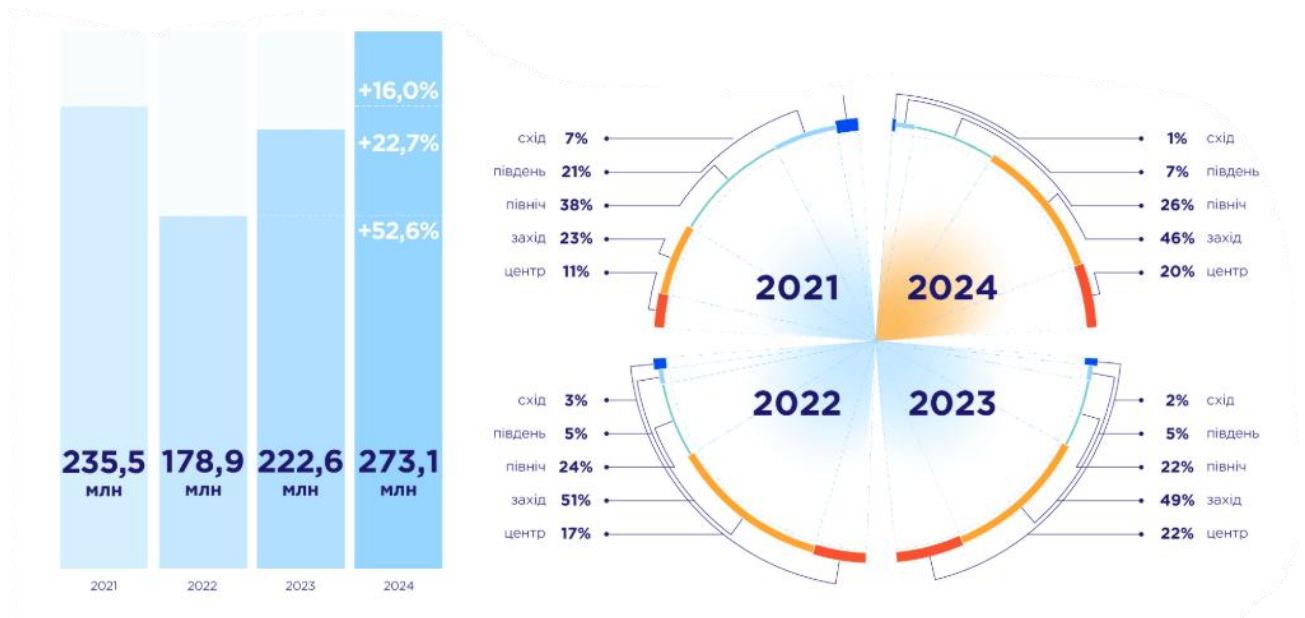 +16,0%
+22,7%
+52,6%
235,5 178,9 222,6 273,1
млн млн млн млн
2021 2022 2023 2024
схід 7%
південь 21%
північ 38%
захід 23%
центр 11%
2021
2024
1% схід
7% південь
26% північ
46% захід
20% центр
схід 3%
південь 5%
північ 24%
захід 51%
центр 17%
2022
2023
2% схід
5% південь
22% північ
49% захід
22% центр